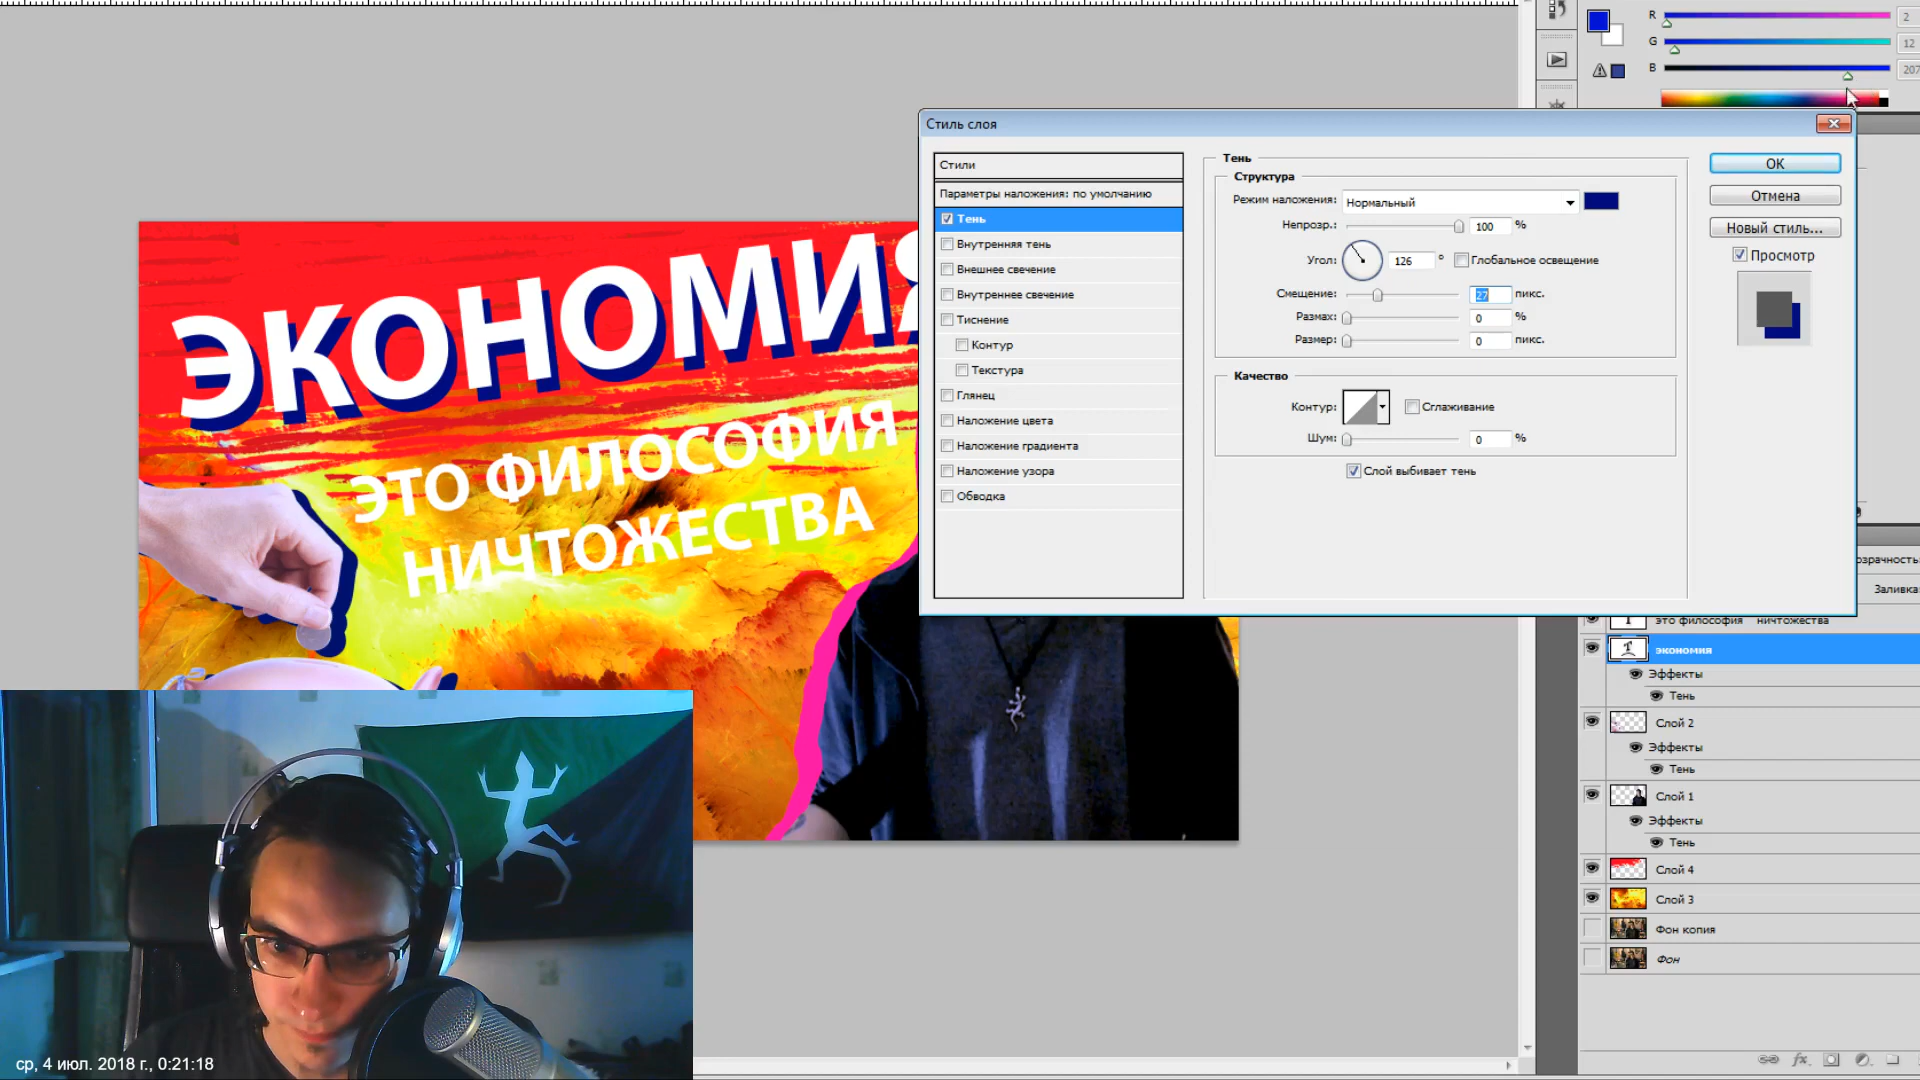 R 2
G 12
B 207
Стиль слоя
Стили
Параметры наложения: по умолчанию
Тень
Внутренняя тень
Внешнее свечение
Внутреннее свечение
Тиснение
Контур
Текстура
Глянец
Наложение цвета
Наложение градиента
Наложение узора
Обводка
Тень
Структура
Режим наложения: Нормальный
Непрозр.: 100 %
Угол: 126 ° Глобальное освещение
Смещение: 27 пикс.
Размах: 0 %
Размер: 0 пикс.
Качество
Контур: Сглаживание
Шум: 0 %
Слой выбивает тень
OK
Отмена
Новый стиль...
Просмотр
ЭКОНОМИЯ
ЭТО ФИЛОСОФИЯ
НИЧТОЖЕСТВА
озрачность:
Заливка:
это философия ничтожества
экономия
Эффекты
Тень
Слой 2
Эффекты
Тень
Слой 1
Эффекты
Тень
Слой 4
Слой 3
Фон копия
Фон
fx
ср, 4 июл. 2018 г., 0:21:18